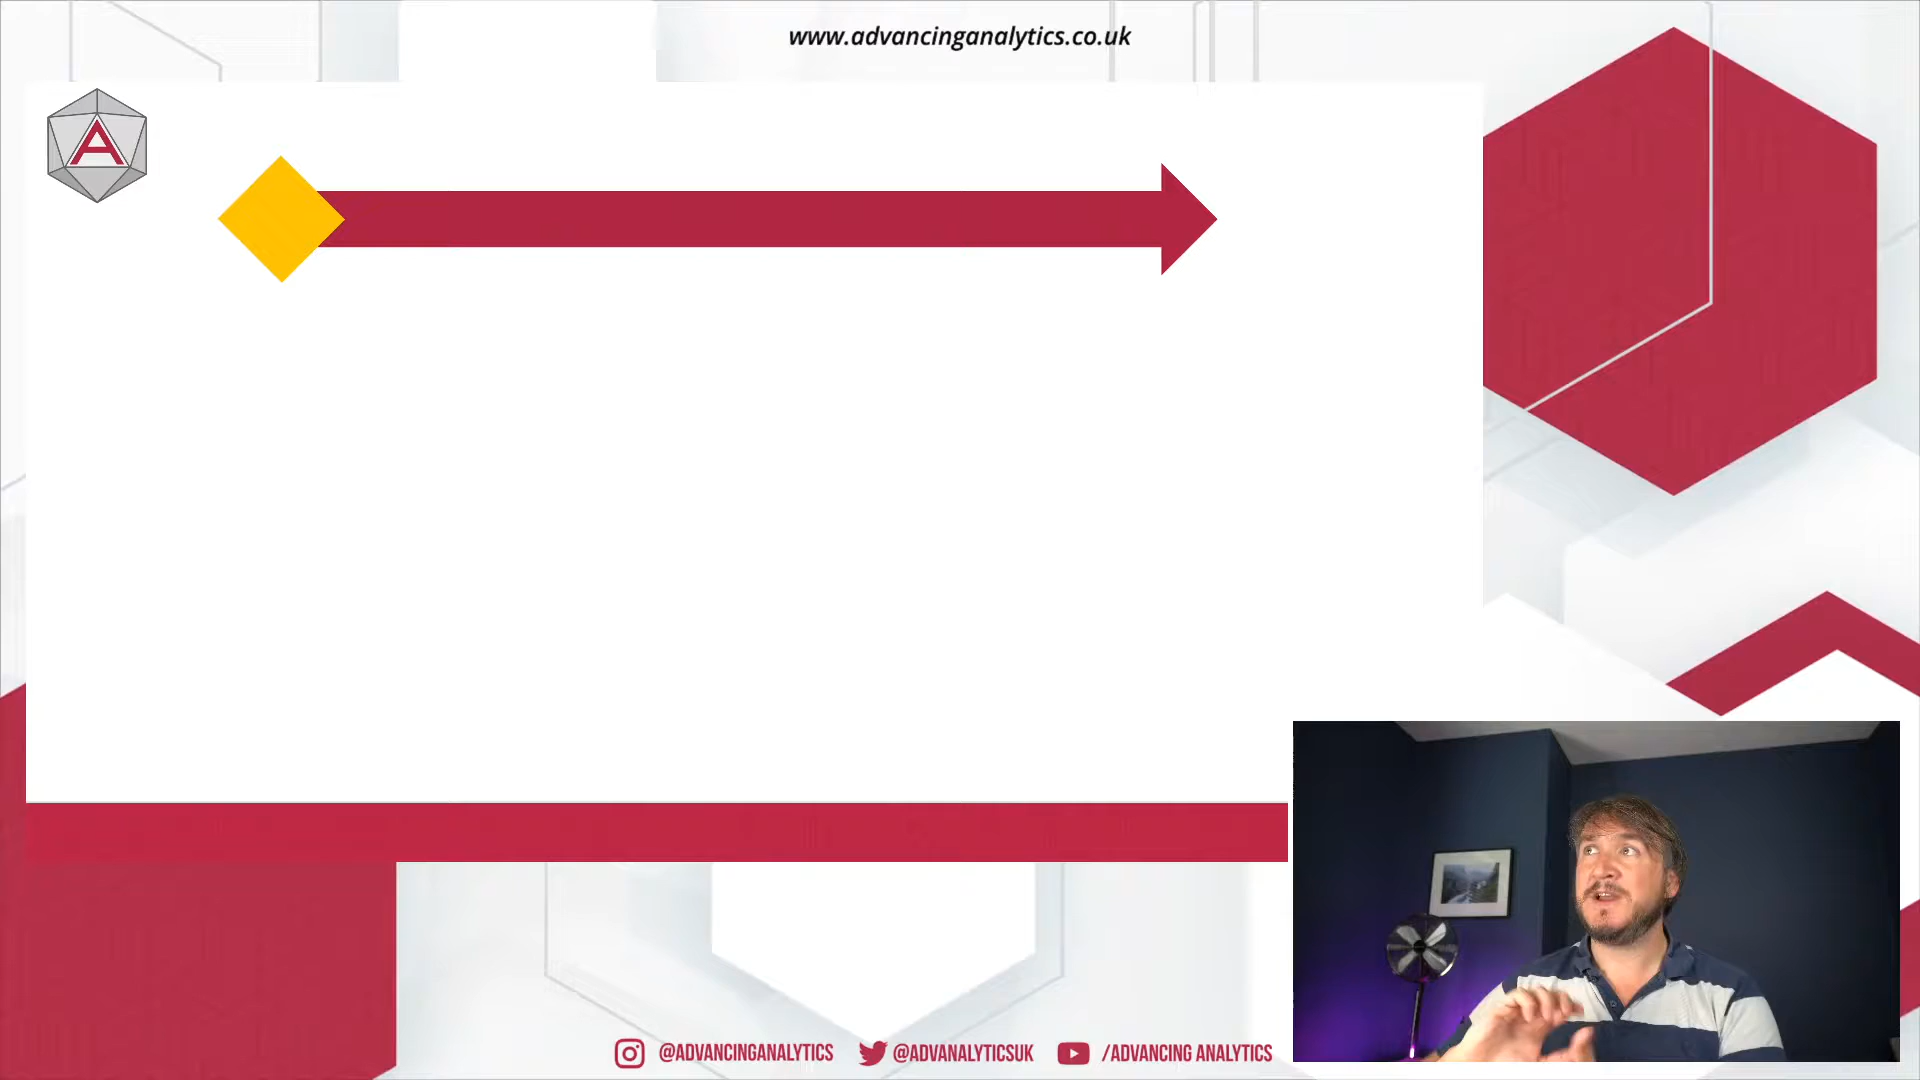 www.advancinganalytics.co.uk
A
@ADVANCINGANALYTICS
@ADVANALYTICSUK
/ADVANCING ANALYTICS